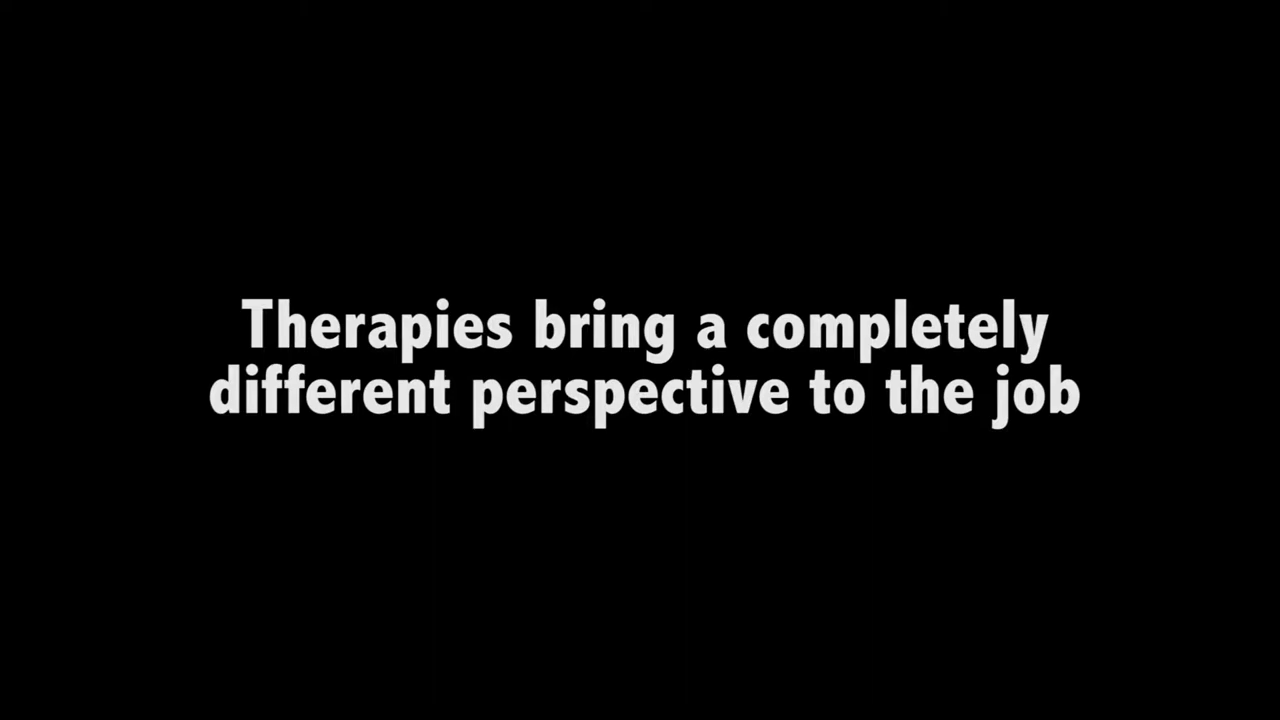 Therapies bring a completely
different perspective to the job